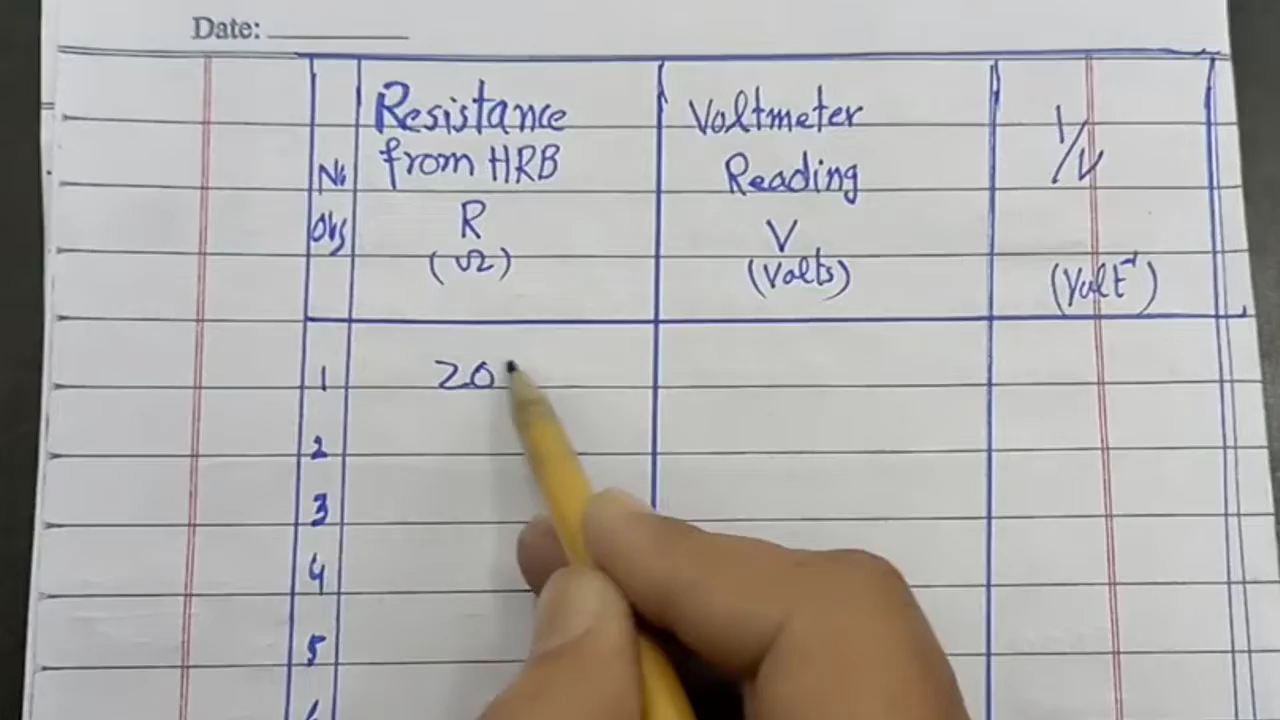 Date:
Resistance
from HRB
R
(Ω)
Voltmeter
Reading
V
(Volts)
1/V
(Volt⁻¹)
No
Obs
1 20
2
3
4
5